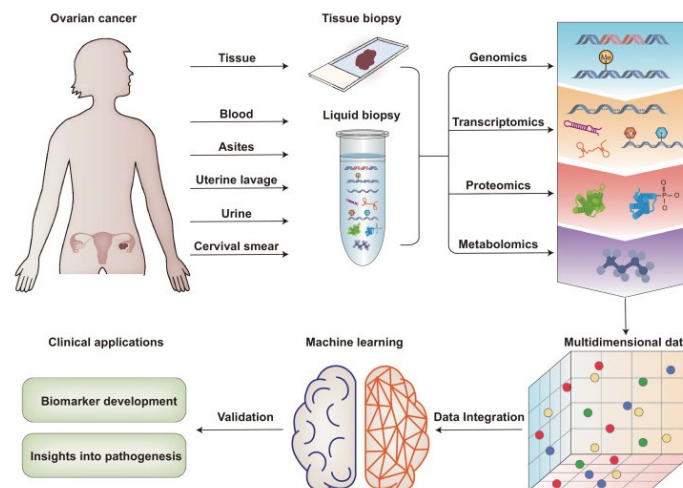 Ovarian cancer
Tissue biopsy
Tissue
Genomics
Me
Blood
Liquid biopsy
Transcriptomics
Asites
Uterine lavage
Proteomics
O
P
O
O
Urine
Cervival smear
Metabolomics
Clinical applications
Machine learning
Multidimensional dat
Biomarker development
Validation
Data Integration
Insights into pathogenesis